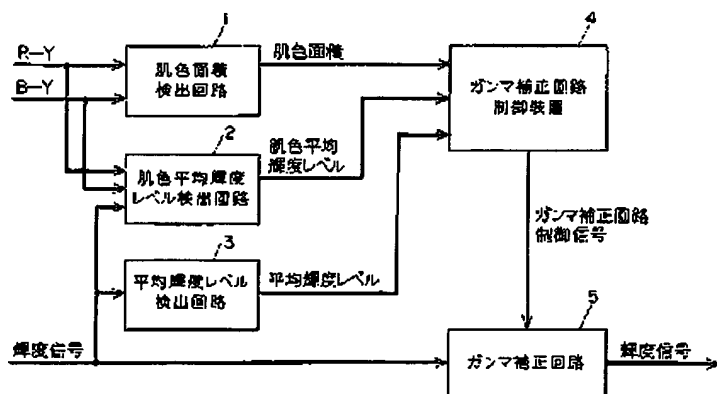 1
4
R-Y
肌色面積
検出回路
肌色面積
ガンマ補正回路
制御装置
B-Y
2
肌色平均輝度
レベル検出回路
肌色平均
輝度レベル
3
ガンマ補正回路
制御信号
平均輝度レベル
検出回路
平均輝度レベル
5
輝度信号
ガンマ補正回路
輝度信号